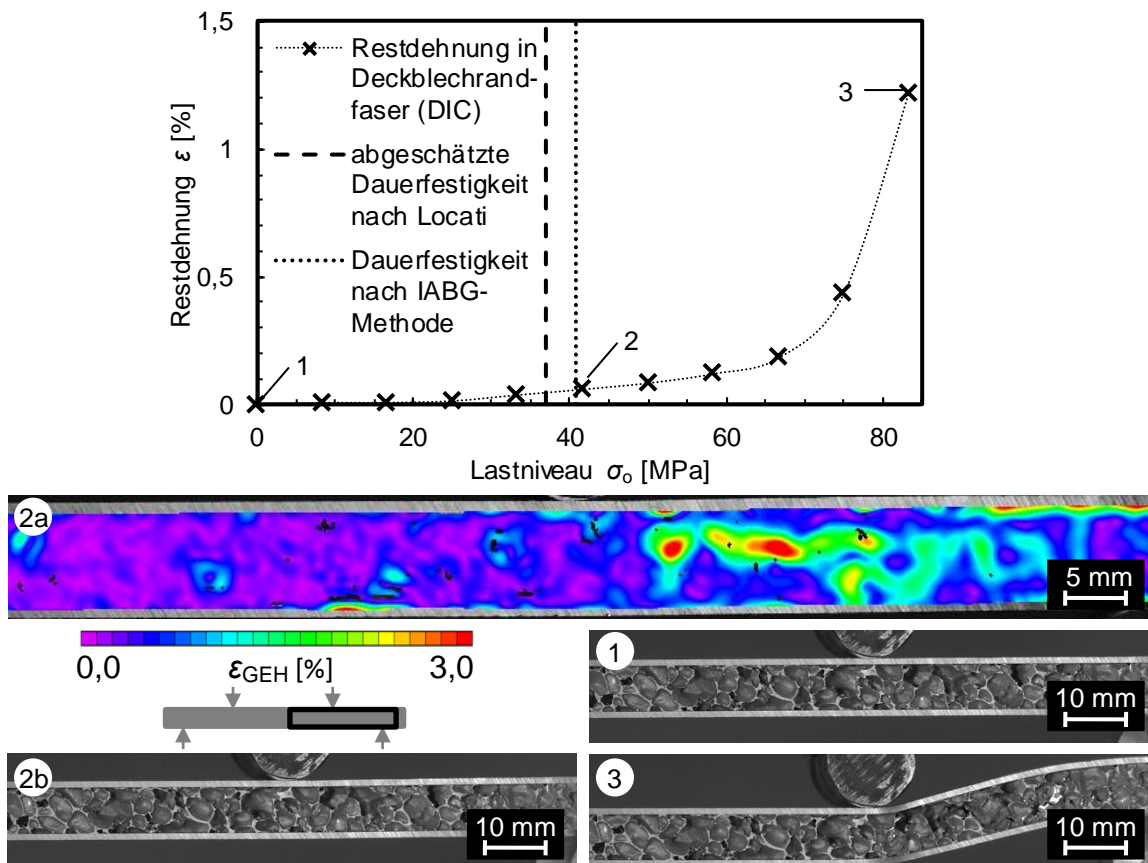 1,5
1
0,5
0
Restdehnung ε [%]
Restdehnung in
Deckblechrand-
faser (DIC)
abgeschätzte
Dauerfestigkeit
nach Locati
Dauerfestigkeit
nach IABG-
Methode
1
2
3
0 20 40 60 80
Lastniveau σo [MPa]
2a
5 mm
0,0 εGEH [%] 3,0
1
10 mm
2b
10 mm
3
10 mm